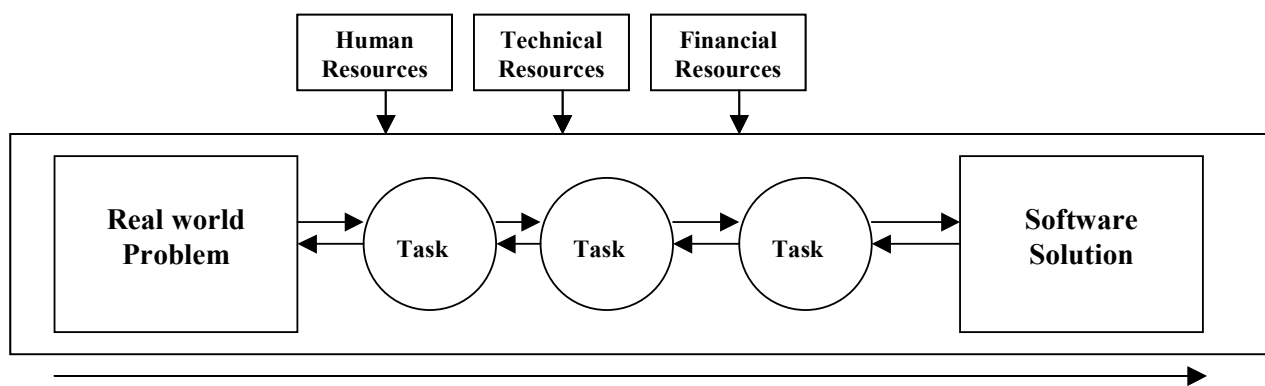 Human
Resources
Technical
Resources
Financial
Resources
Real world
Problem
Task
Task
Task
Software
Solution